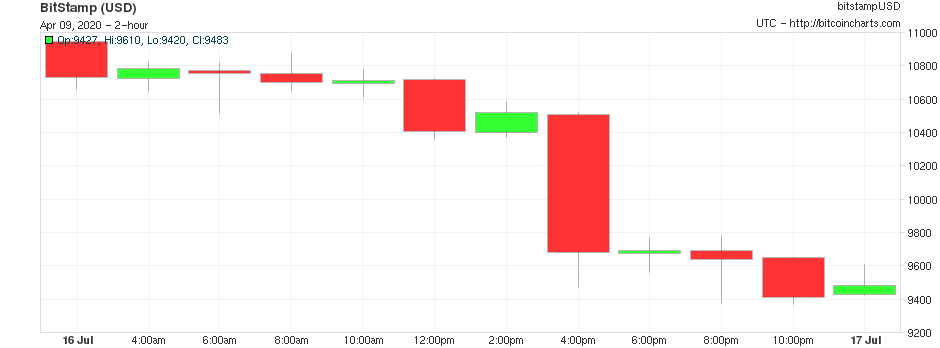 BitStamp (USD)
bitstampUSD
Apr 09, 2020 - 2-hour
UTC - http://bitcoincharts.com
Op:9427, Hi:9610, Lo:9420, Cl:9483
11000
10800
10600
10400
10200
10000
9800
9600
9400
9200
16 Jul
4:00am
6:00am
8:00am
10:00am
12:00pm
2:00pm
4:00pm
6:00pm
8:00pm
10:00pm
17 Jul